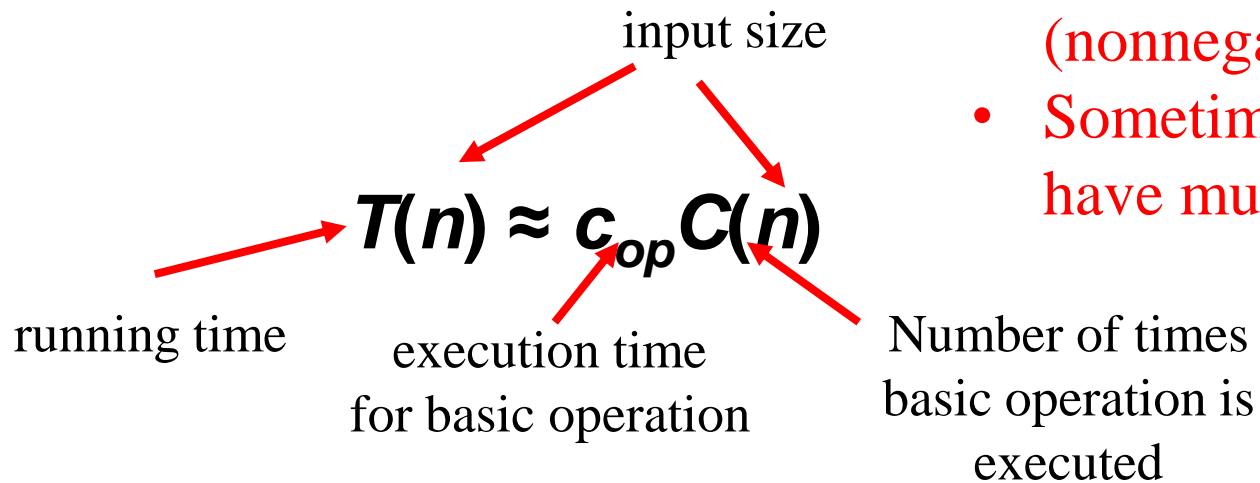 input size
(nonnega
• Sometim
have mu
T(n) ≈ c_op C(n)
running time
execution time
for basic operation
Number of times
basic operation is
executed